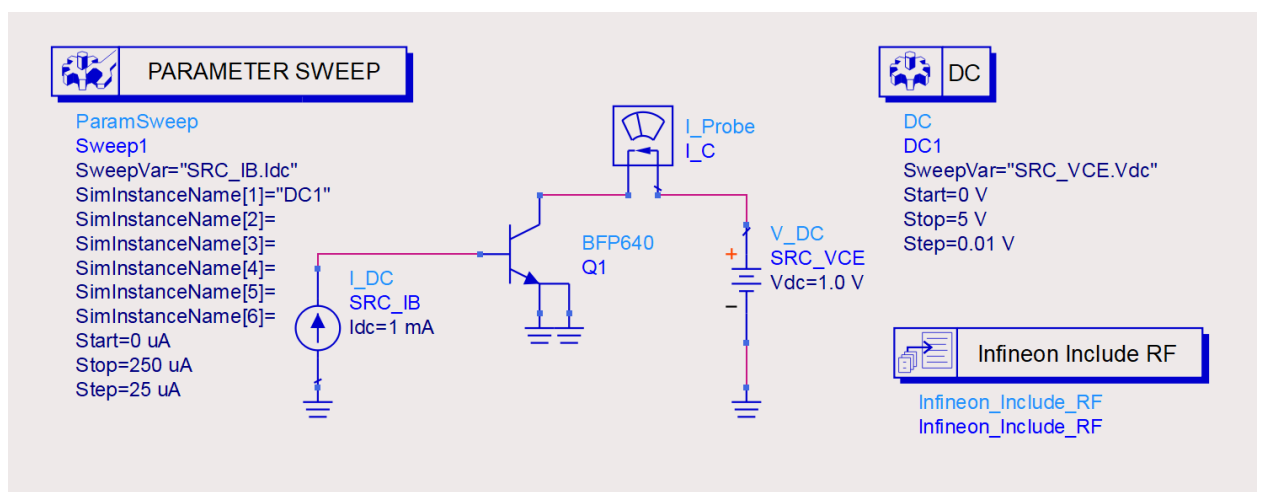 PARAMETER SWEEP
ParamSweep
Sweep1
SweepVar="SRC_IB.Idc"
SimInstanceName[1]="DC1"
SimInstanceName[2]=
SimInstanceName[3]=
SimInstanceName[4]=
SimInstanceName[5]=
SimInstanceName[6]=
Start=0 uA
Stop=250 uA
Step=25 uA
I_DC
SRC_IB
Idc=1 mA
I_Probe
I_C
BFP640
Q1
+
V_DC
SRC_VCE
Vdc=1.0 V
−
DC
DC
DC1
SweepVar="SRC_VCE.Vdc"
Start=0 V
Stop=5 V
Step=0.01 V
Infineon Include RF
Infineon_Include_RF
Infineon_Include_RF